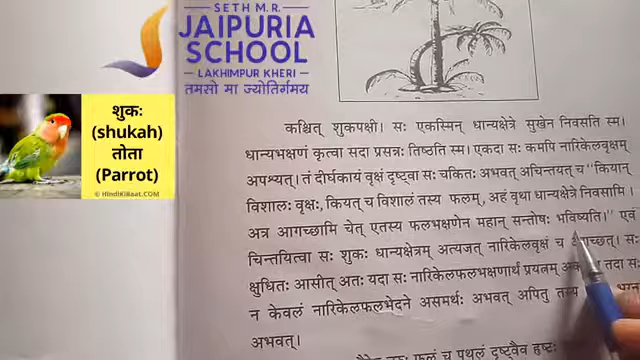 SETH M.R.
JAIPURIA
SCHOOL
LAKHIMPUR KHERI
तमसो मा ज्योतिर्गमय
शुकः
(shukah)
तोता
(Parrot)
© HindiKiBaat.COM
कश्चित् शुकपक्षी। सः एकस्मिन् धान्यक्षेत्रे सुखेन निवसति स्म।
धान्यभक्षणं कृत्वा सदा प्रसन्नः तिष्ठति स्म। एकदा सः कमपि नारिकेलवृक्षम्
अपश्यत्। तं दीर्घकायं वृक्षं दृष्ट्वा सः चकितः अभवत् अचिन्तयत् च "कियान्
विशालः वृक्षः, कियत् च विशालं तस्य फलम्, अहं वृथा धान्यक्षेत्रे निवसामि।
अत्र आगच्छामि चेत् एतस्य फलभक्षणेन महान् सन्तोषः भविष्यति।" एवं
चिन्तयित्वा सः शुकः धान्यक्षेत्रम् अत्यजत् नारिकेलवृक्षं च सः
क्षुधितः आसीत् अतः यदा सः नारिकेलफलभक्षणार्थं प्रयत्नम् तदा सः
न केवलं नारिकेलफलभेदने असमर्थः अभवत् अपितु तस्य
अभवत्।
फलं च पृथुलं दृष्ट्वैव हृष्टः